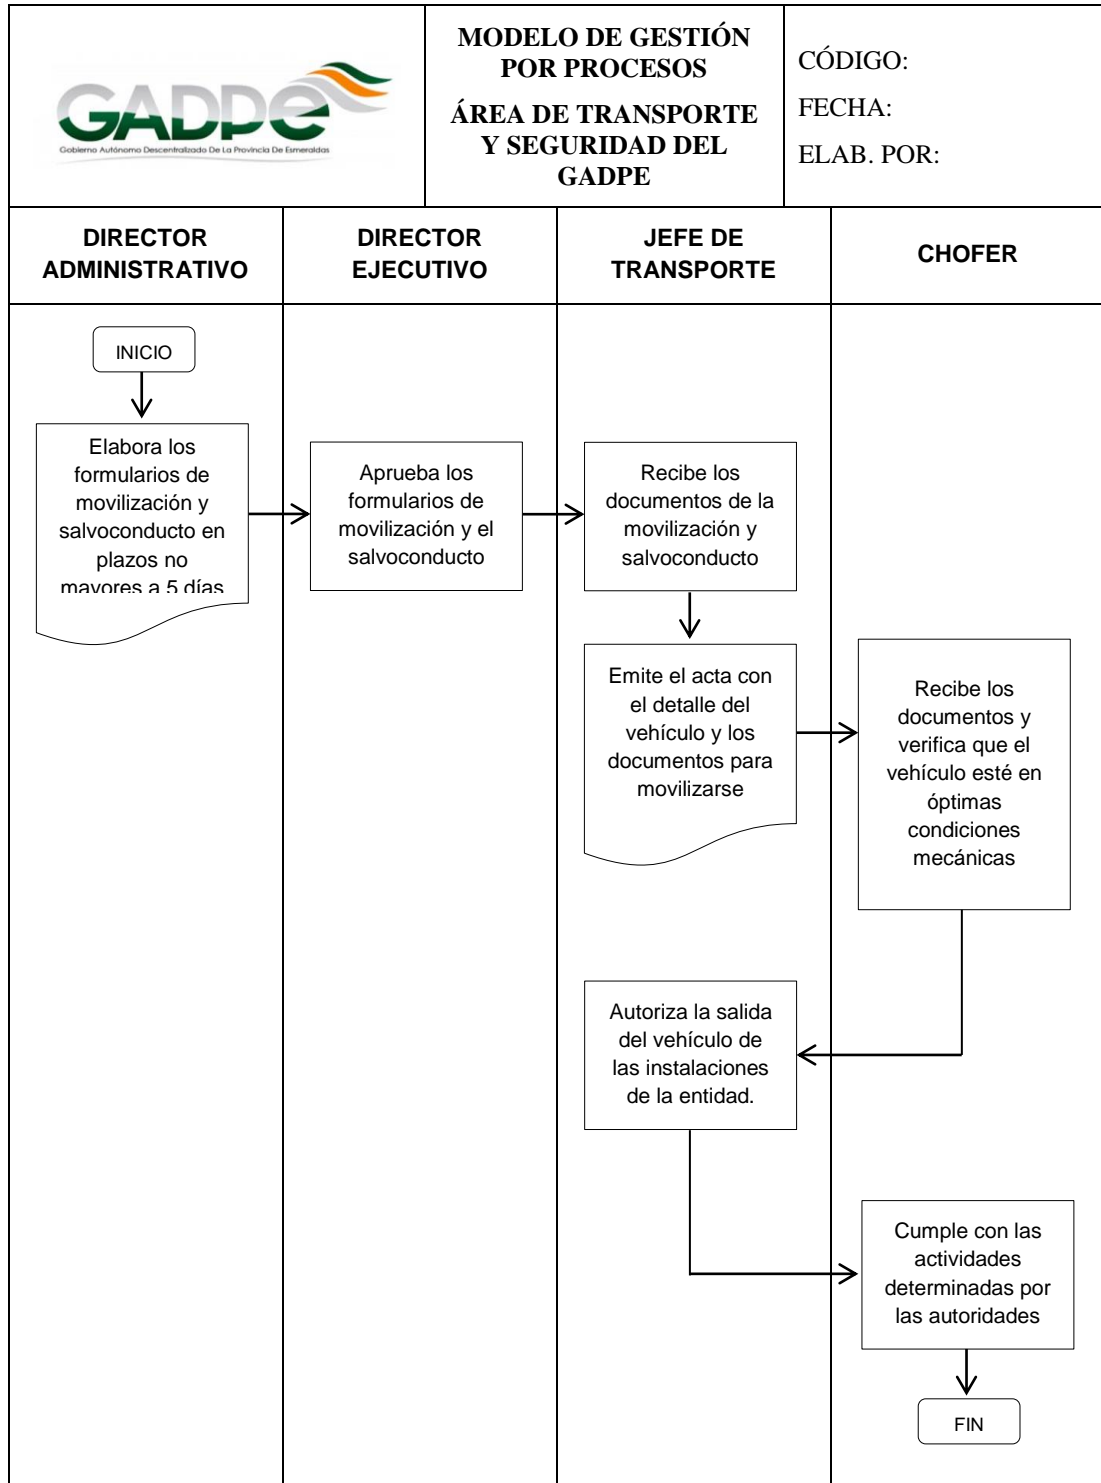 GADPE
Gobierno Autónomo Descentralizado De La Provincia De Esmeraldas
MODELO DE GESTIÓN
POR PROCESOS
ÁREA DE TRANSPORTE
Y SEGURIDAD DEL
GADPE
CÓDIGO:
FECHA:
ELAB. POR:
DIRECTOR
ADMINISTRATIVO
DIRECTOR
EJECUTIVO
JEFE DE
TRANSPORTE
CHOFER
INICIO
Elabora los
formularios de
movilización y
salvoconducto en
plazos no
mayores a 5 días
Aprueba los
formularios de
movilización y el
salvoconducto
Recibe los
documentos de la
movilización y
salvoconducto
Emite el acta con
el detalle del
vehículo y los
documentos para
movilizarse
Recibe los
documentos y
verifica que el
vehículo esté en
óptimas
condiciones
mecánicas
Autoriza la salida
del vehículo de
las instalaciones
de la entidad.
Cumple con las
actividades
determinadas por
las autoridades
FIN